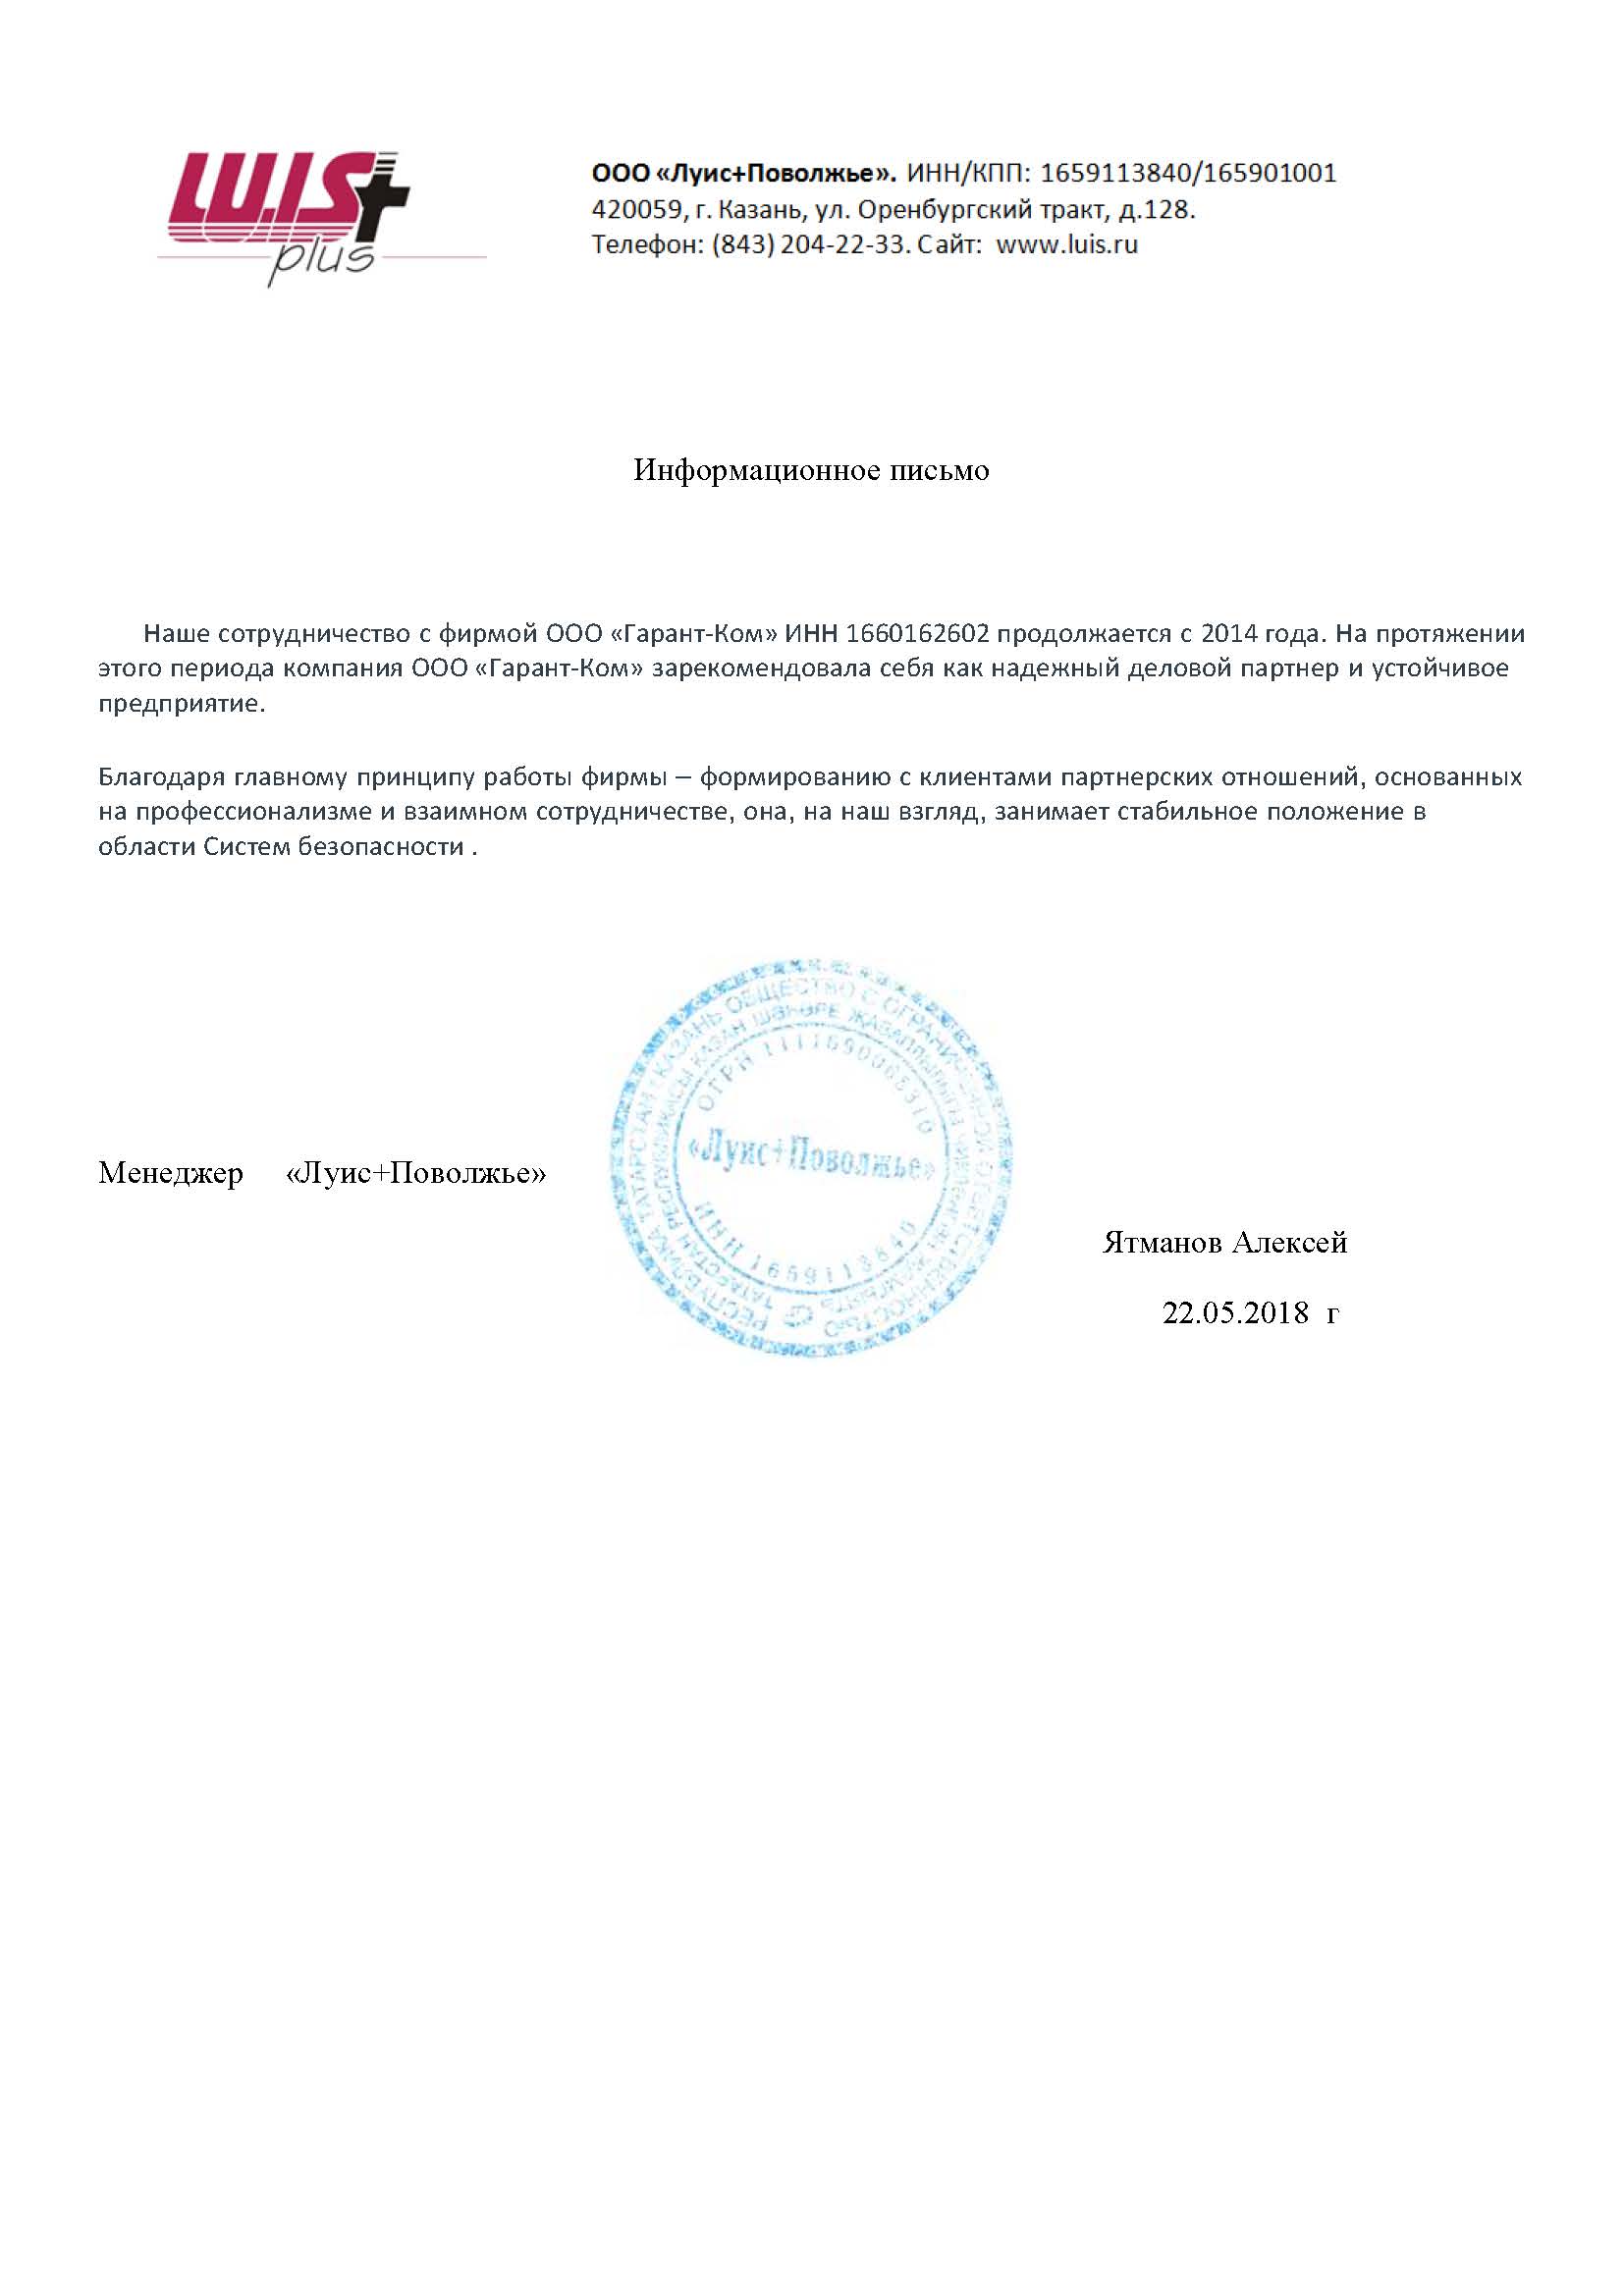 LUIS+
plus
ООО «Луис+Поволжье». ИНН/КПП: 1659113840/165901001
420059, г. Казань, ул. Оренбургский тракт, д.128.
Телефон: (843) 204-22-33. Сайт: www.luis.ru
Информационное письмо
Наше сотрудничество с фирмой ООО «Гарант-Ком» ИНН 1660162602 продолжается с 2014 года. На протяжении
этого периода компания ООО «Гарант-Ком» зарекомендовала себя как надежный деловой партнер и устойчивое
предприятие.
Благодаря главному принципу работы фирмы – формированию с клиентами партнерских отношений, основанных
на профессионализме и взаимном сотрудничестве, она, на наш взгляд, занимает стабильное положение в
области Систем безопасности .
РЕСПУБЛИКА ТАТАРСТАН КАЗАНЬ ОБЩЕСТВО С ОГРАНИЧЕННОЙ ОТВЕТСТВЕННОСТЬЮ
ТАТАРСТАН РЕСПУБЛИКАСЫ КАЗАН ШӘҺӘРЕ
ОГРН
«Луис+Поволжье»
ИНН 1659113840
Менеджер «Луис+Поволжье»
Ятманов Алексей
22.05.2018 г